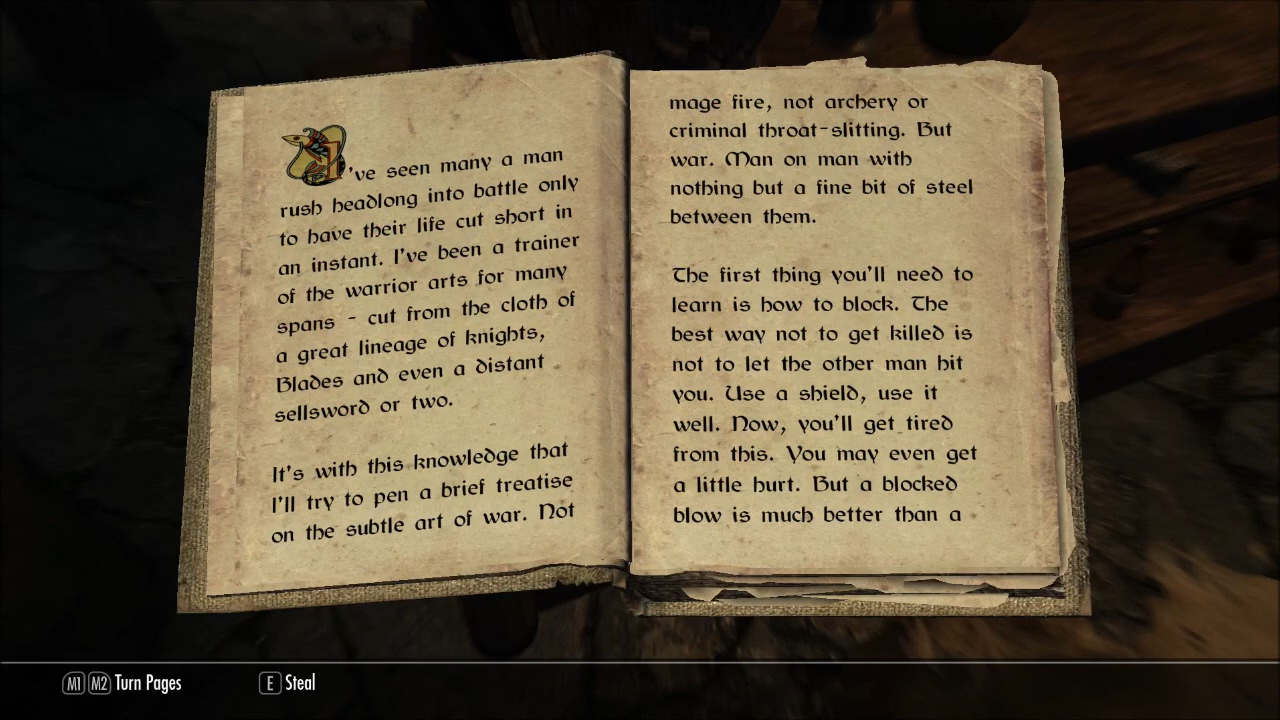 I've seen many a man
rush headlong into battle only
to have their life cut short in
an instant. I've been a trainer
of the warrior arts for many
spans - cut from the cloth of
a great lineage of knights,
Blades and even a distant
sellsword or two.
It's with this knowledge that
I'll try to pen a brief treatise
on the subtle art of war. Not
mage fire, not archery or
criminal throat-slitting. But
war. Man on man with
nothing but a fine bit of steel
between them.
The first thing you'll need to
learn is how to block. The
best way not to get killed is
not to let the other man hit
you. Use a shield, use it
well. Now, you'll get tired
from this. You may even get
a little hurt. But a blocked
blow is much better than a
M1 M2 Turn Pages
E Steal